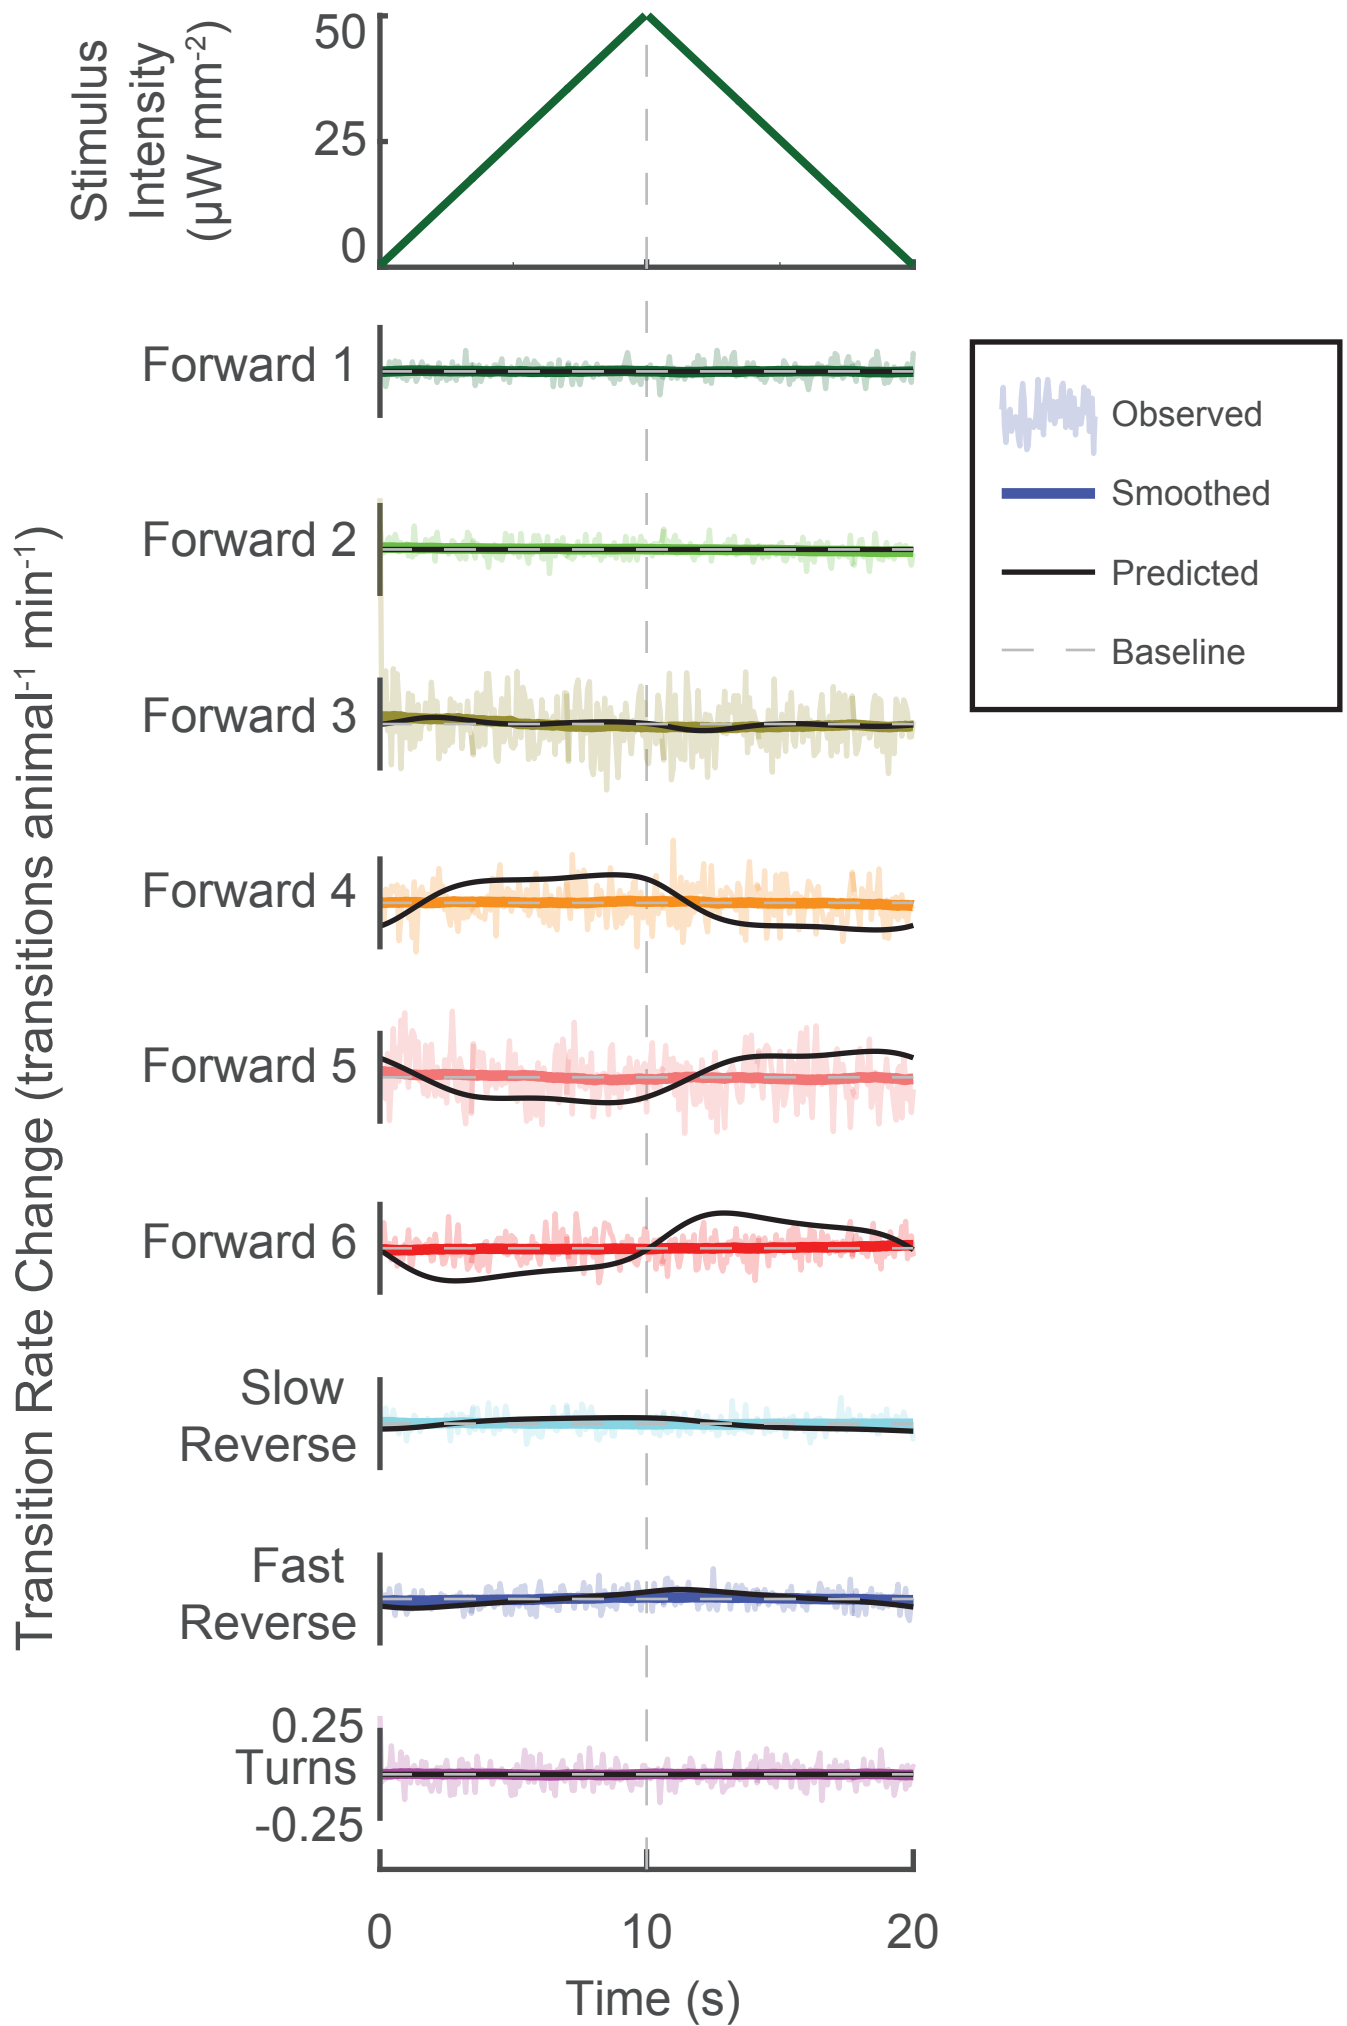 Stimulus
Intensity
(μW mm-2)
50
25
0
Transition Rate Change (transitions animal-1 min-1)
Forward 1
Forward 2
Forward 3
Forward 4
Forward 5
Forward 6
Slow
Reverse
Fast
Reverse
0.25
Turns
-0.25
0 10 20
Time (s)
Observed
Smoothed
Predicted
Baseline